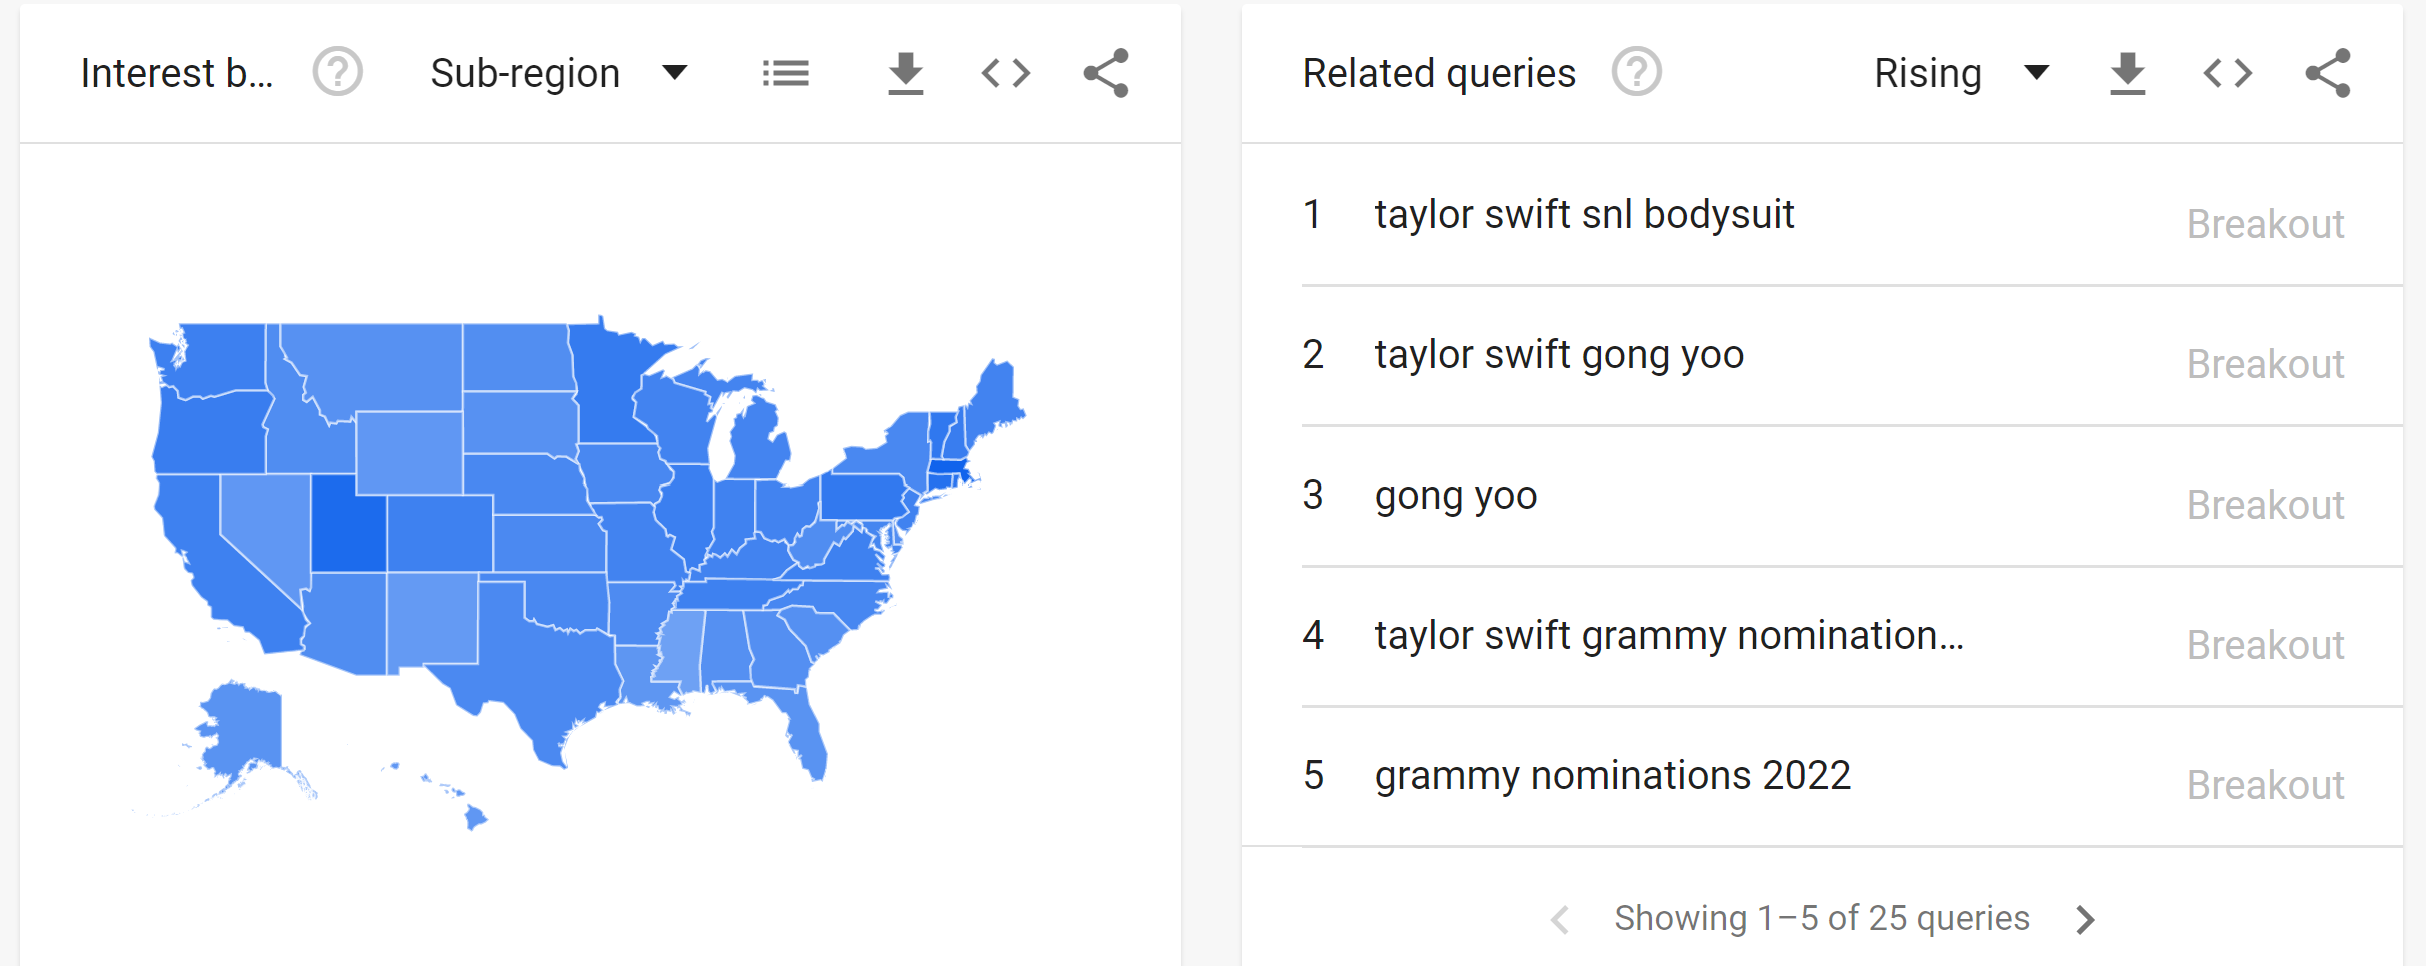 Interest b...
Sub-region
Related queries
Rising
1 taylor swift snl bodysuit Breakout
2 taylor swift gong yoo Breakout
3 gong yoo Breakout
4 taylor swift grammy nomination... Breakout
5 grammy nominations 2022 Breakout
Showing 1–5 of 25 queries